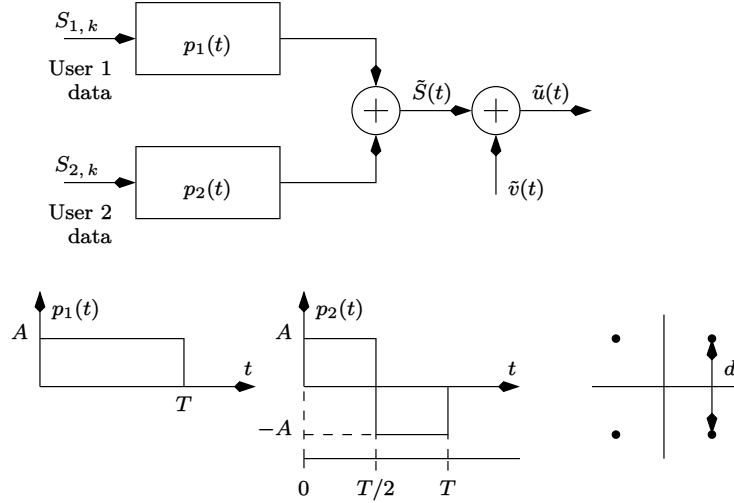 S_{1, k}
p_1(t)
User 1
data
\tilde{S}(t)
\tilde{u}(t)
S_{2, k}
p_2(t)
\tilde{v}(t)
User 2
data
p_1(t)
A
t
T
p_2(t)
A
t
−A
0
T/2
T
d